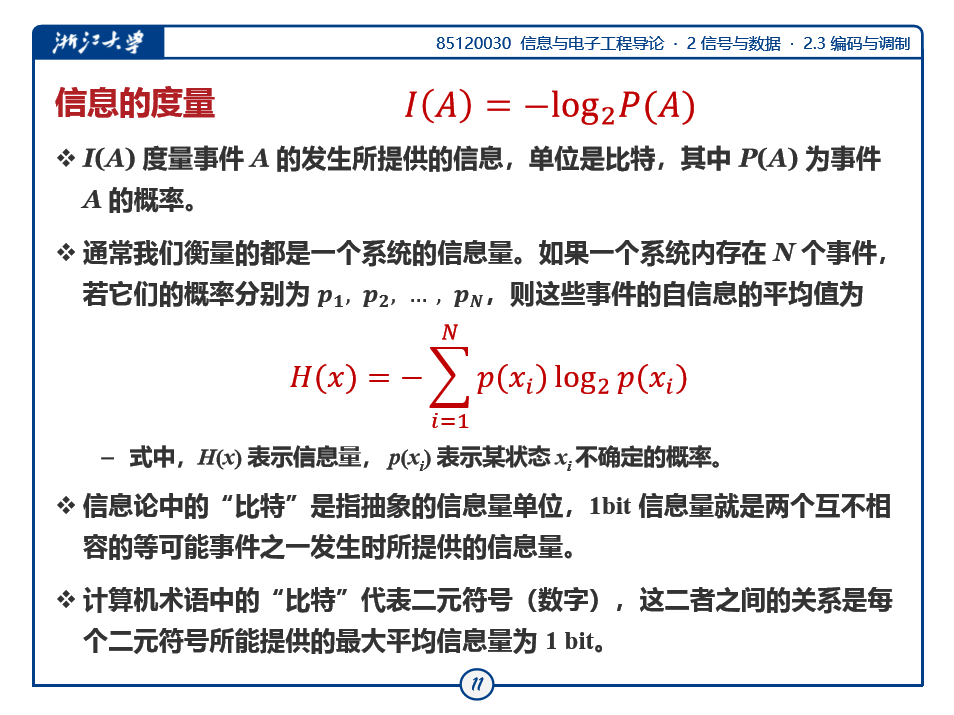 浙江大学
85120030 信息与电子工程导论 · 2 信号与数据 · 2.3 编码与调制
信息的度量
I(A) = −log₂P(A)
❖ I(A) 度量事件 A 的发生所提供的信息，单位是比特，其中 P(A) 为事件
A 的概率。
❖ 通常我们衡量的都是一个系统的信息量。如果一个系统内存在 N 个事件，
若它们的概率分别为 p₁, p₂, … , p_N，则这些事件的自信息的平均值为
H(x) = −∑_{i=1}^{N} p(x_i) log₂ p(x_i)
– 式中，H(x) 表示信息量， p(x_i) 表示某状态 x_i 不确定的概率。
❖ 信息论中的“比特”是指抽象的信息量单位，1bit 信息量就是两个互不相
容的等可能事件之一发生时所提供的信息量。
❖ 计算机术语中的“比特”代表二元符号（数字），这二者之间的关系是每
个二元符号所能提供的最大平均信息量为 1 bit。
11